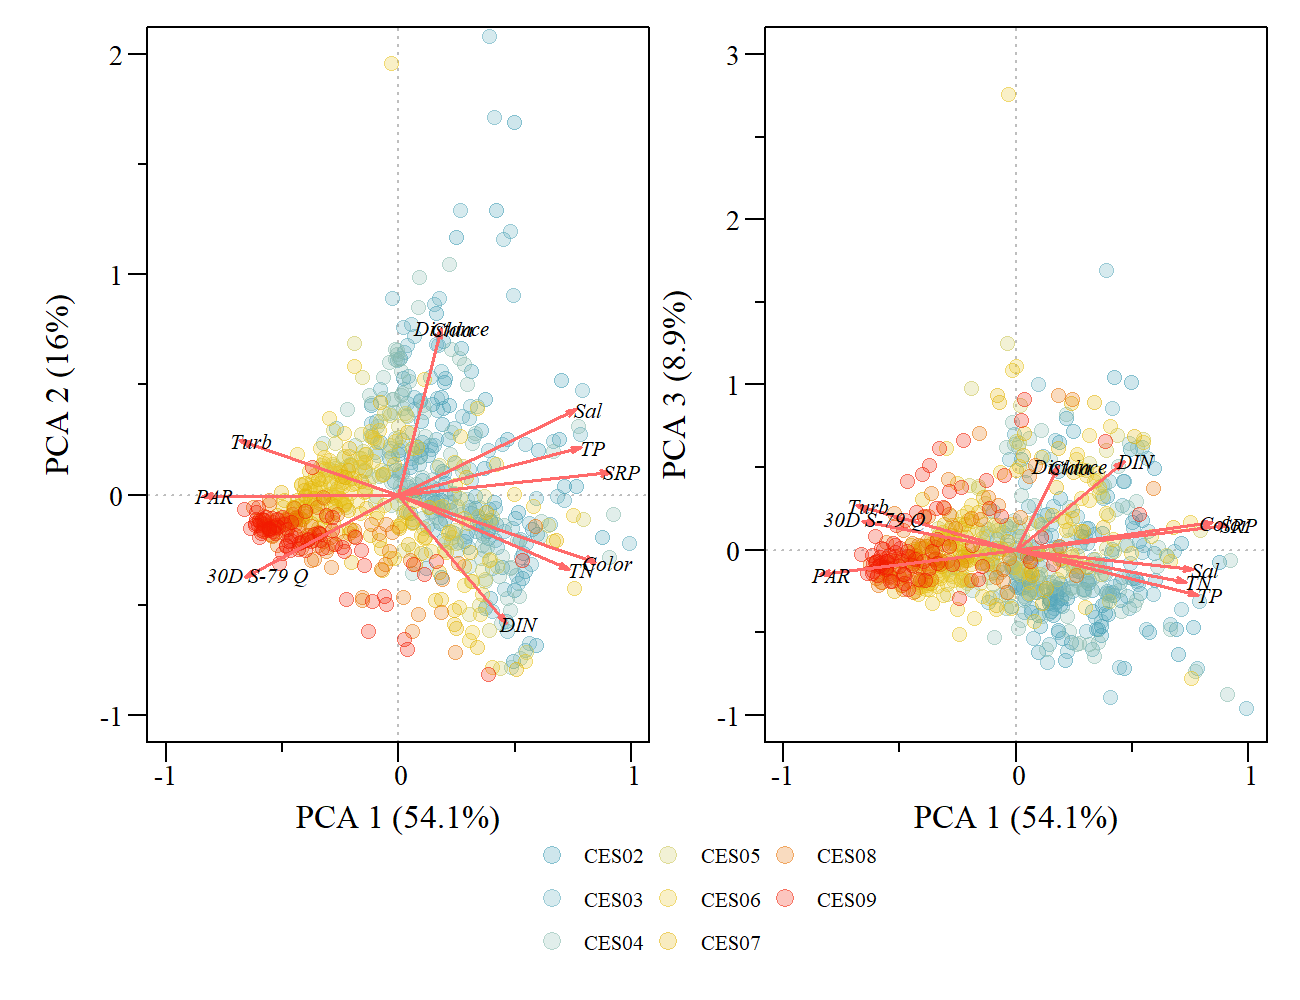 PCA 2 (16%)
2
1
0
-1
-1
0
1
PCA 1 (54.1%)
Distance
Sal
TP
SRP
Turb
PAR
30D S-79 Q
Color
TN
DIN
PCA 3 (8.9%)
3
2
1
0
-1
-1
0
1
PCA 1 (54.1%)
Distance
DIN
Turb
30D S-79 Q
Color
SRP
PAR
Sal
TN
TP
CES02
CES05
CES08
CES03
CES06
CES09
CES04
CES07